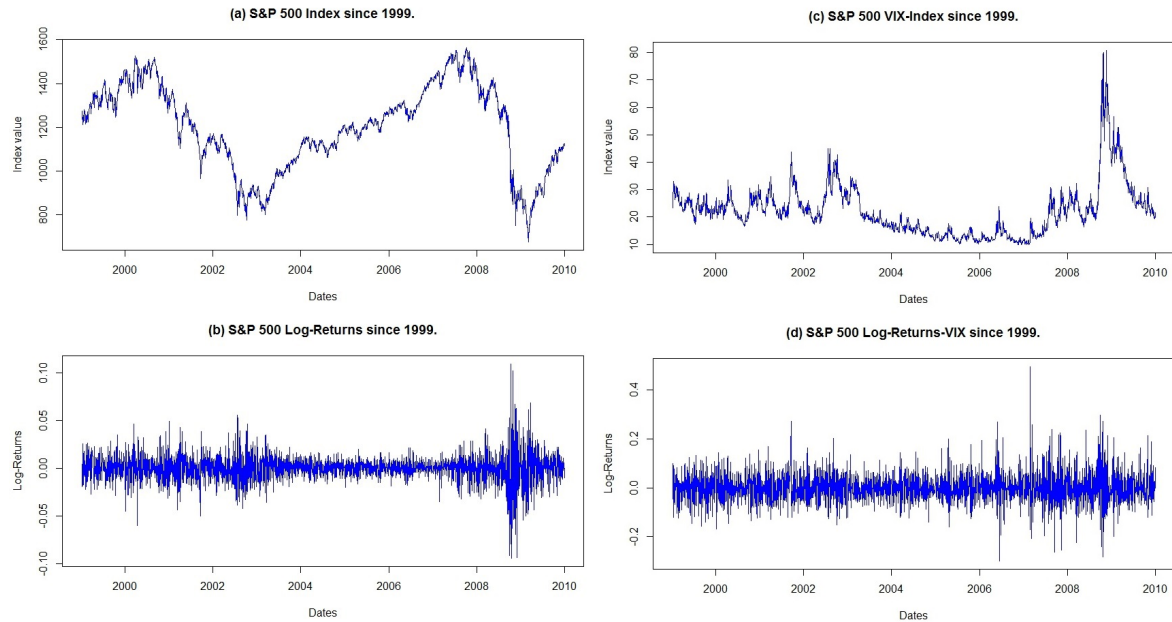 (a) S&P 500 Index since 1999.
Index value
1600
1400
1200
1000
800
2000 2002 2004 2006 2008 2010
Dates
(c) S&P 500 VIX-Index since 1999.
Index value
80
70
60
50
40
30
20
10
2000 2002 2004 2006 2008 2010
Dates
(b) S&P 500 Log-Returns since 1999.
Log-Returns
0.10
0.05
0.00
-0.05
-0.10
2000 2002 2004 2006 2008 2010
Dates
(d) S&P 500 Log-Returns-VIX since 1999.
Log-Returns
0.4
0.2
0.0
-0.2
2000 2002 2004 2006 2008 2010
Dates